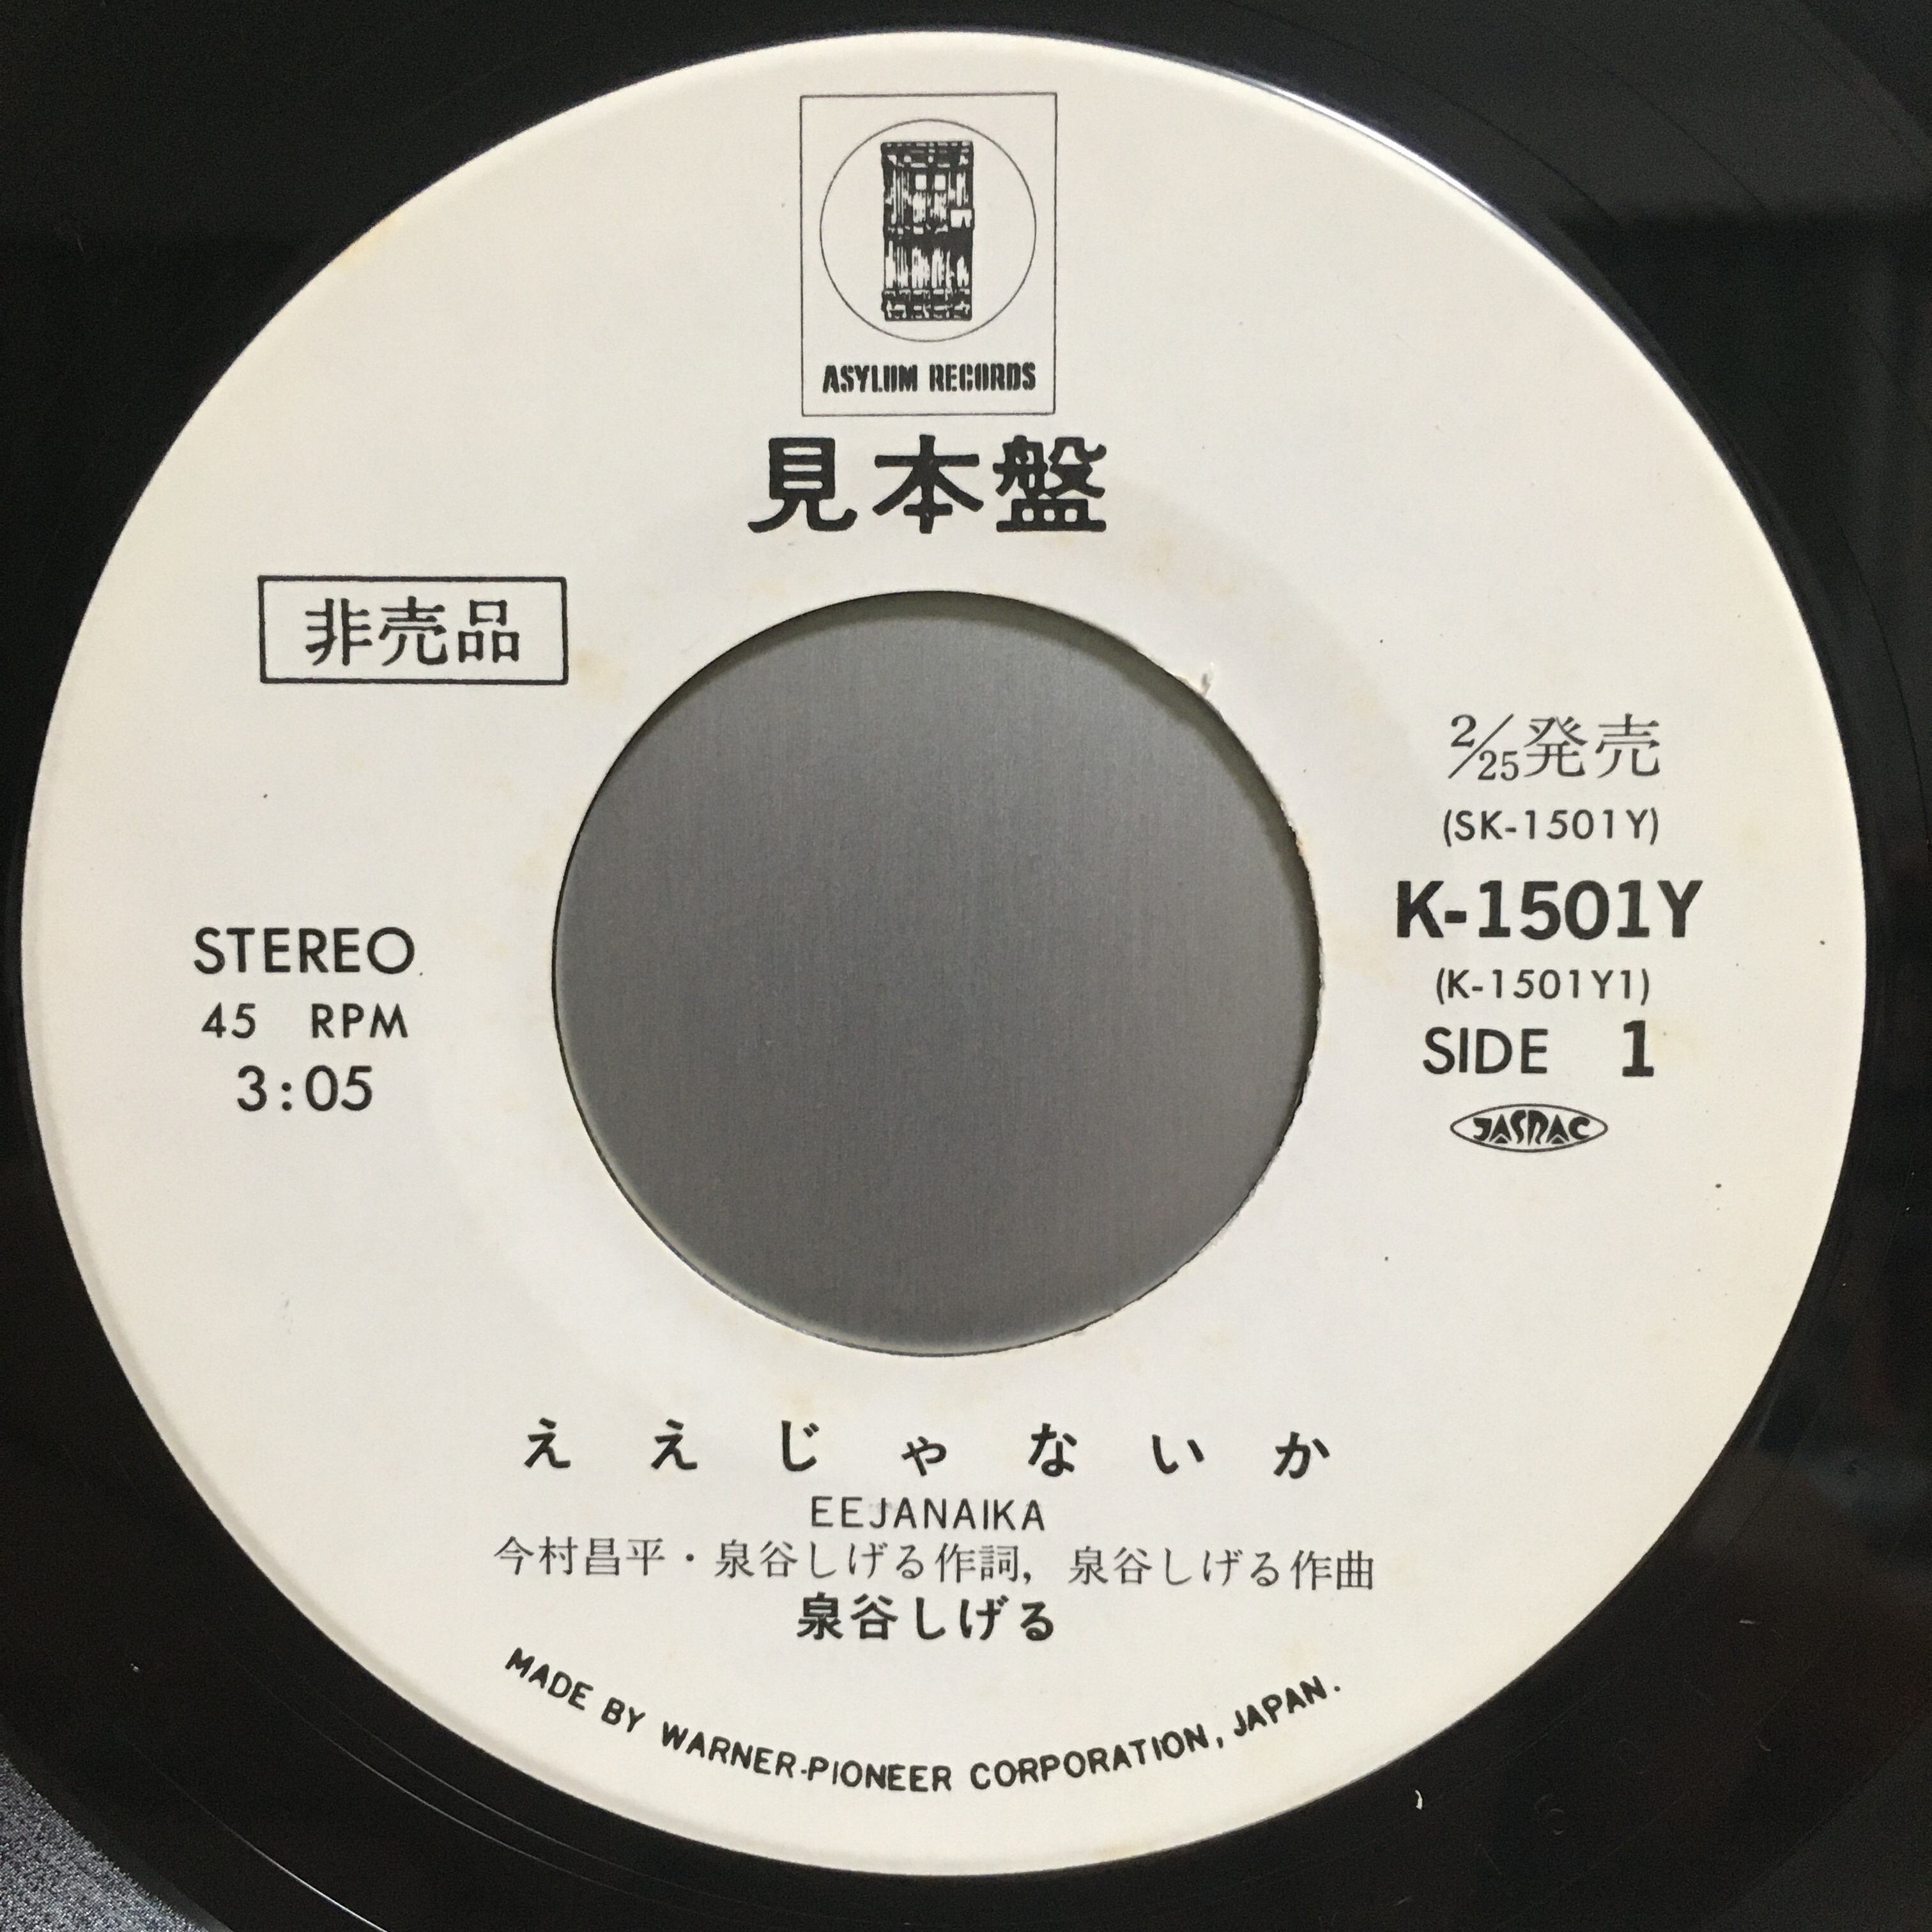 ASYLUM RECORDS
見本盤
非売品
2/25発売
(SK-1501Y)
K-1501Y
(K-1501Y1)
SIDE 1
JASRAC
STEREO
45 RPM
3:05
ええじゃないか
EEJANAIKA
今村昌平・泉谷しげる作詞，泉谷しげる作曲
泉谷しげる
MADE BY WARNER-PIONEER CORPORATION, JAPAN.